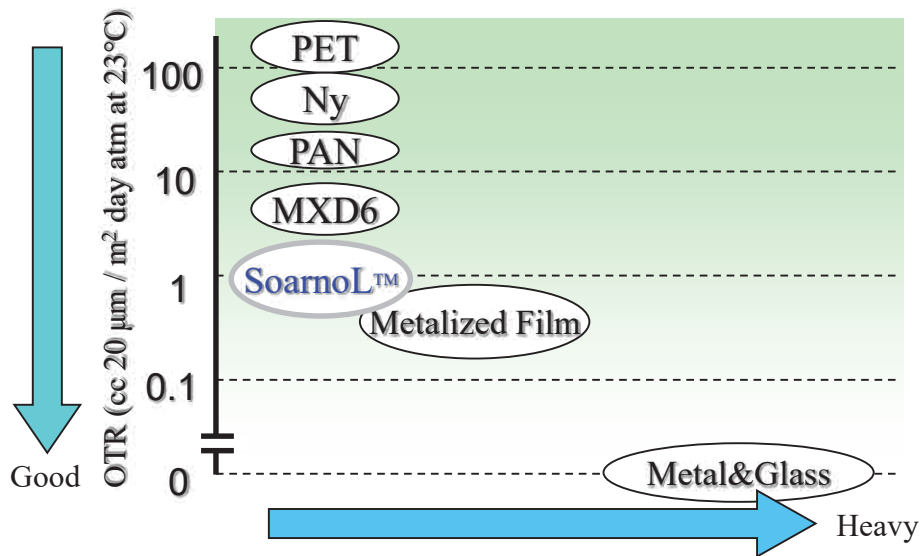 OTR (cc 20 μm / m² day atm at 23°C)
100
10
1
0.1
0
PET
Ny
PAN
MXD6
SoarnoL™
Metalized Film
Metal&Glass
Good
Heavy